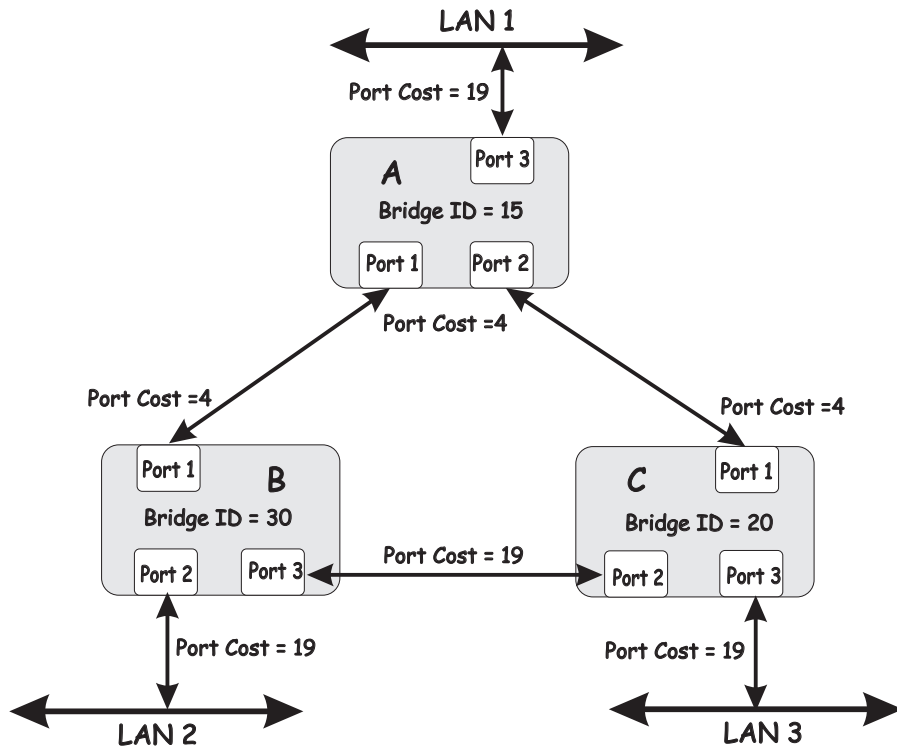 LAN 1
Port Cost = 19
Port 3
A
Bridge ID = 15
Port 1
Port 2
Port Cost =4
Port Cost =4
Port Cost =4
Port 1
B
Bridge ID = 30
Port 2
Port 3
Port Cost = 19
C
Port 1
Bridge ID = 20
Port 2
Port 3
Port Cost = 19
Port Cost = 19
LAN 2
LAN 3